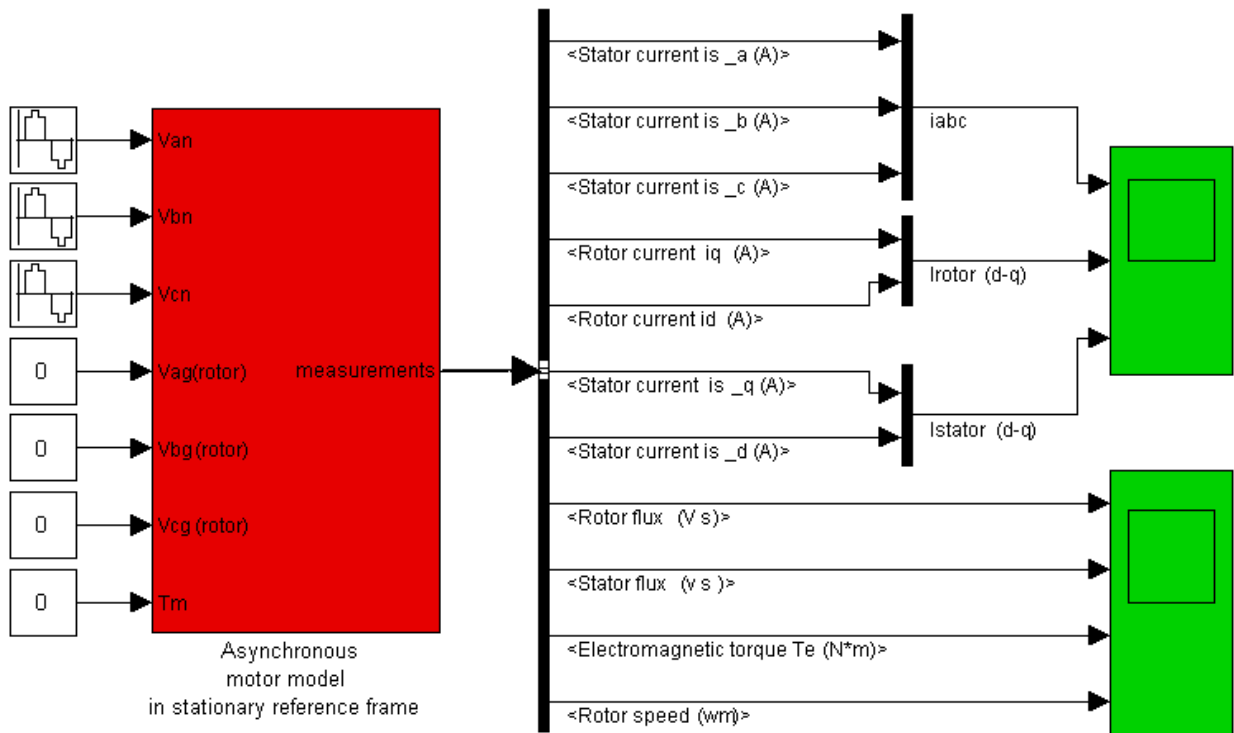 Van
Vbn
Vcn
0
Vag(rotor)
0
Vbg(rotor)
0
Vcg (rotor)
0
Tm
measurements
Asynchronous
motor model
in stationary reference frame
<Stator current is _a (A)>
<Stator current is _b (A)>
<Stator current is _c (A)>
<Rotor current iq (A)>
<Rotor current id (A)>
<Stator current is _q (A)>
<Stator current is _d (A)>
<Rotor flux (V s)>
<Stator flux (v s )>
<Electromagnetic torque Te (N*m)>
<Rotor speed (wm)>
iabc
Irotor (d-q)
Istator (d-q)